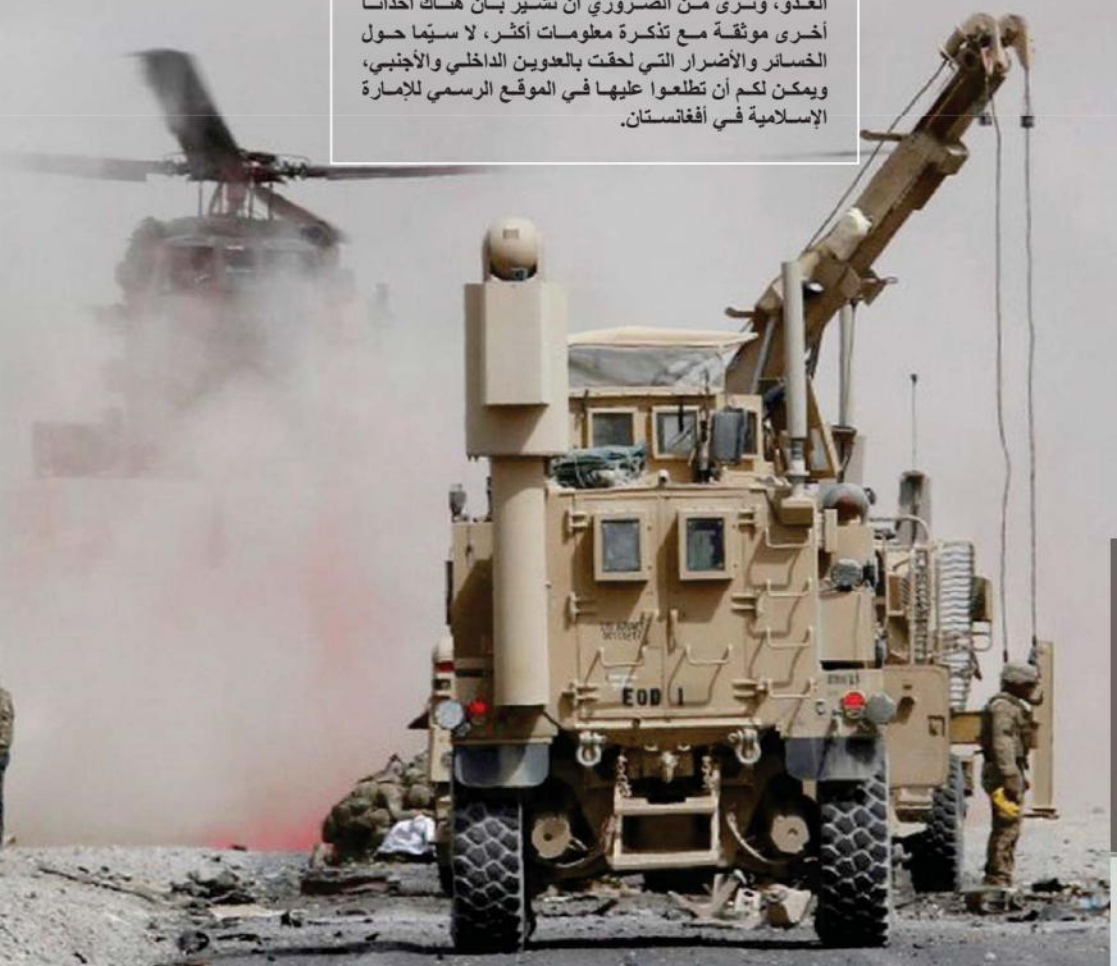 العدو، ونرى من الضروري أن نشير بأن هناك أحداثا
أخرى موثقة مع تذكرة معلومات أكثر، لا سيّما حول
الخسائر والأضرار التي لحقت بالعدوين الداخلي والأجنبي،
ويمكن لكم أن تطلعوا عليها في الموقع الرسمي للإمارة
الإسلامية في أفغانستان.
EOD 1